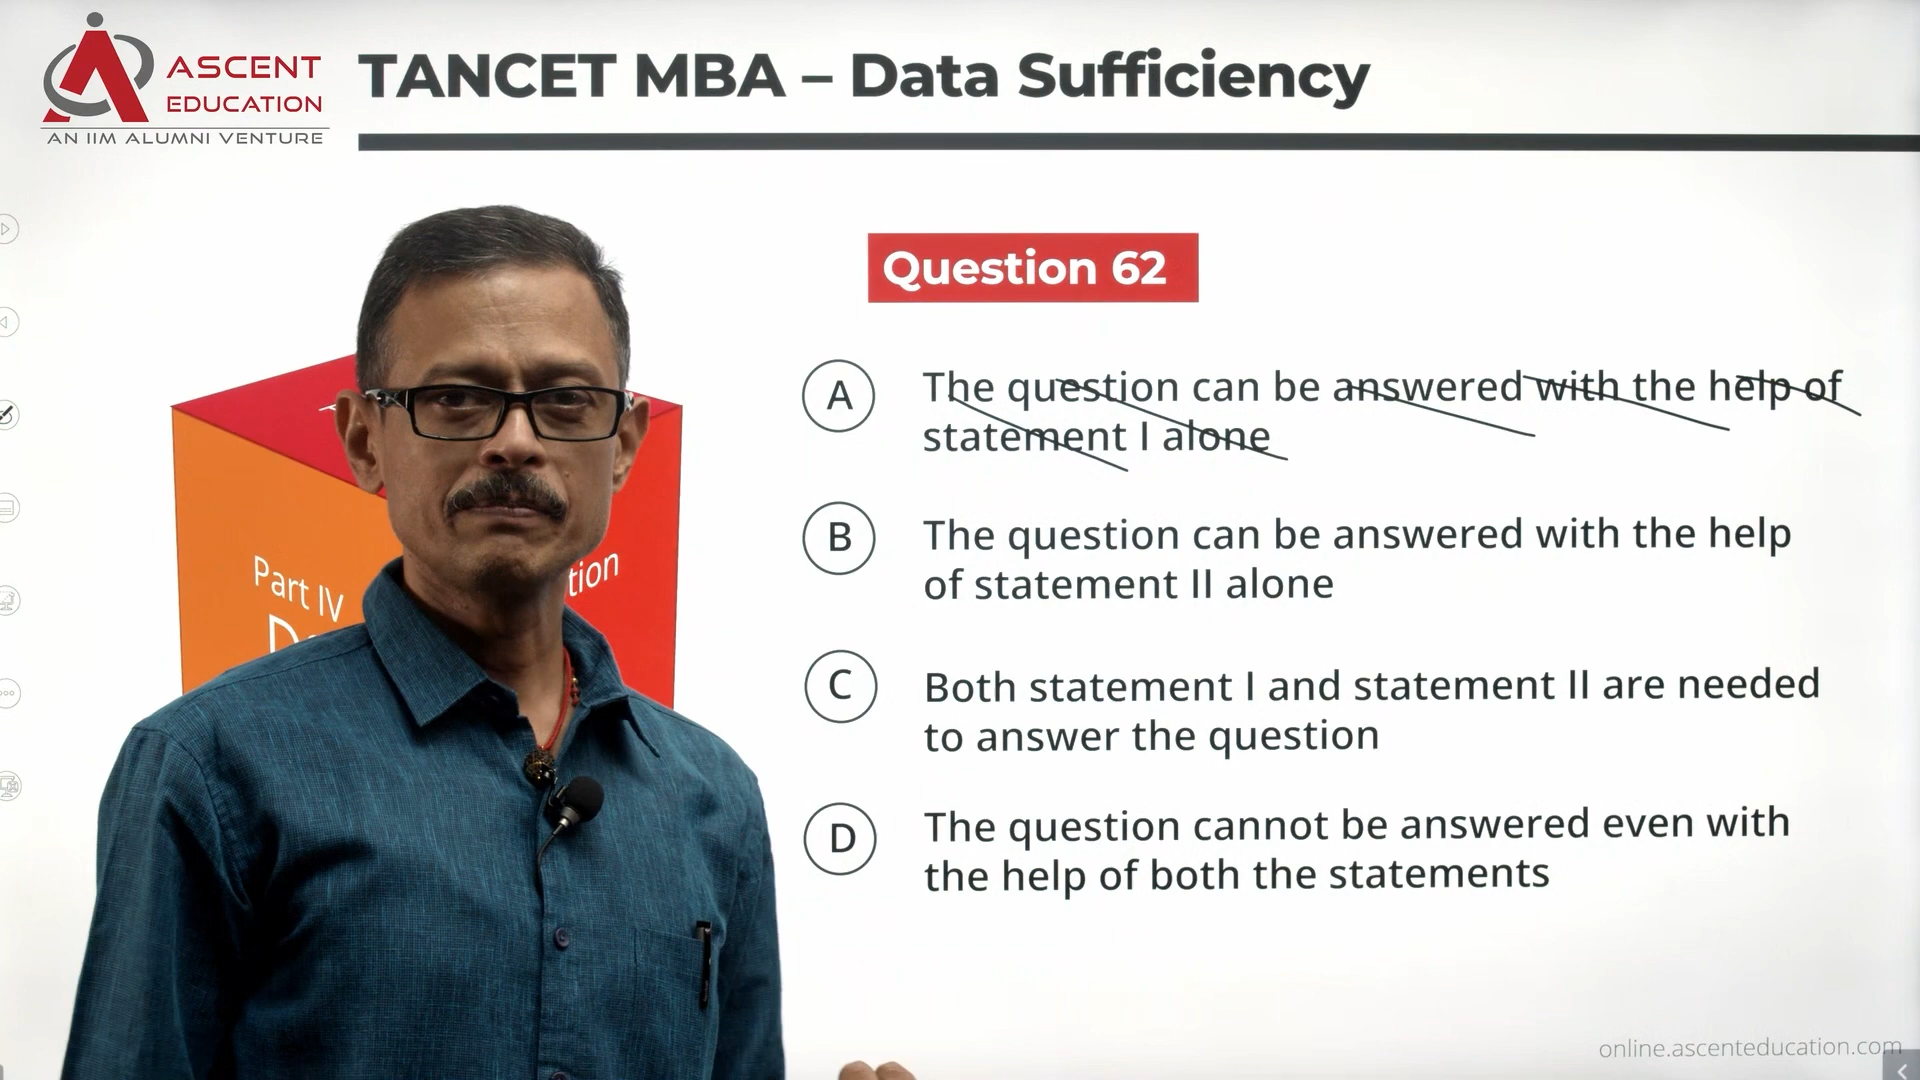 ASCENT
EDUCATION
AN IIM ALUMNI VENTURE
TANCET MBA – Data Sufficiency
Question 62
A
The question can be answered with the help of
statement I alone
B
The question can be answered with the help
of statement II alone
C
Both statement I and statement II are needed
to answer the question
D
The question cannot be answered even with
the help of both the statements
Part IV
tion
online.ascenteducation.com